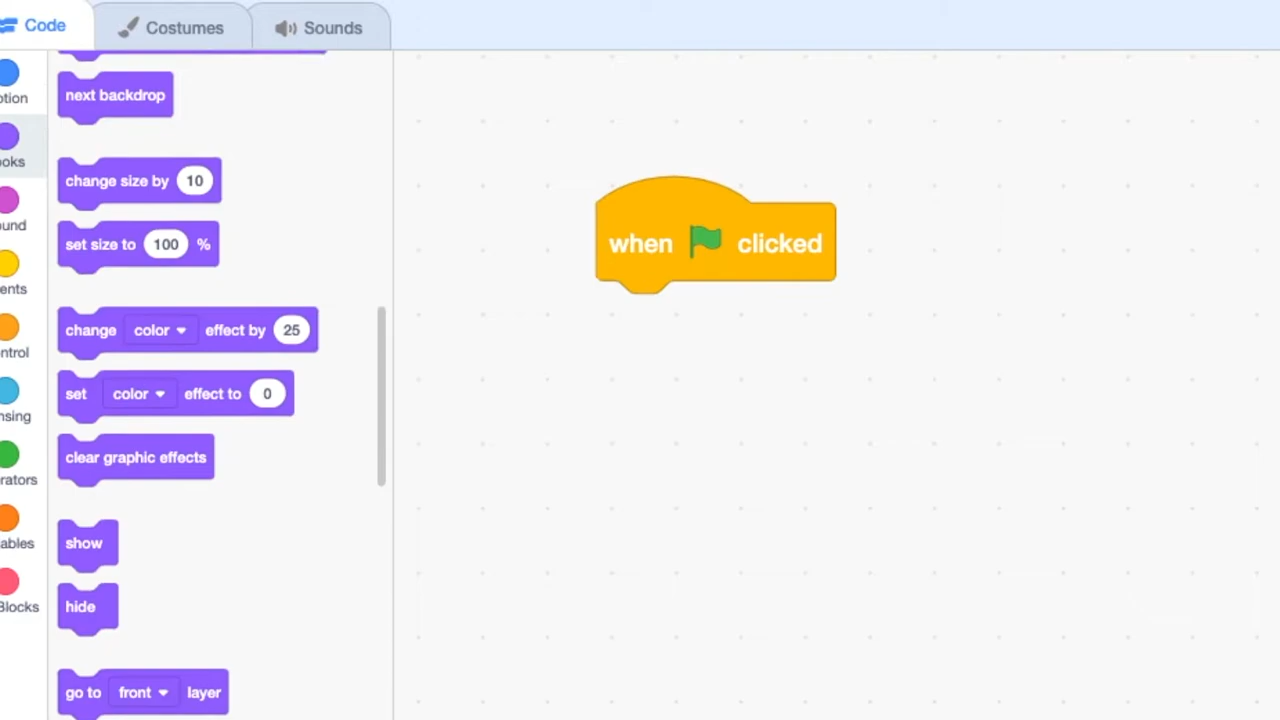 Code
Costumes
Sounds
otion
ooks
ound
ents
ntrol
nsing
rators
ables
Blocks
next backdrop
change size by 10
set size to 100 %
change color effect by 25
set color effect to 0
clear graphic effects
show
hide
go to front layer
when clicked